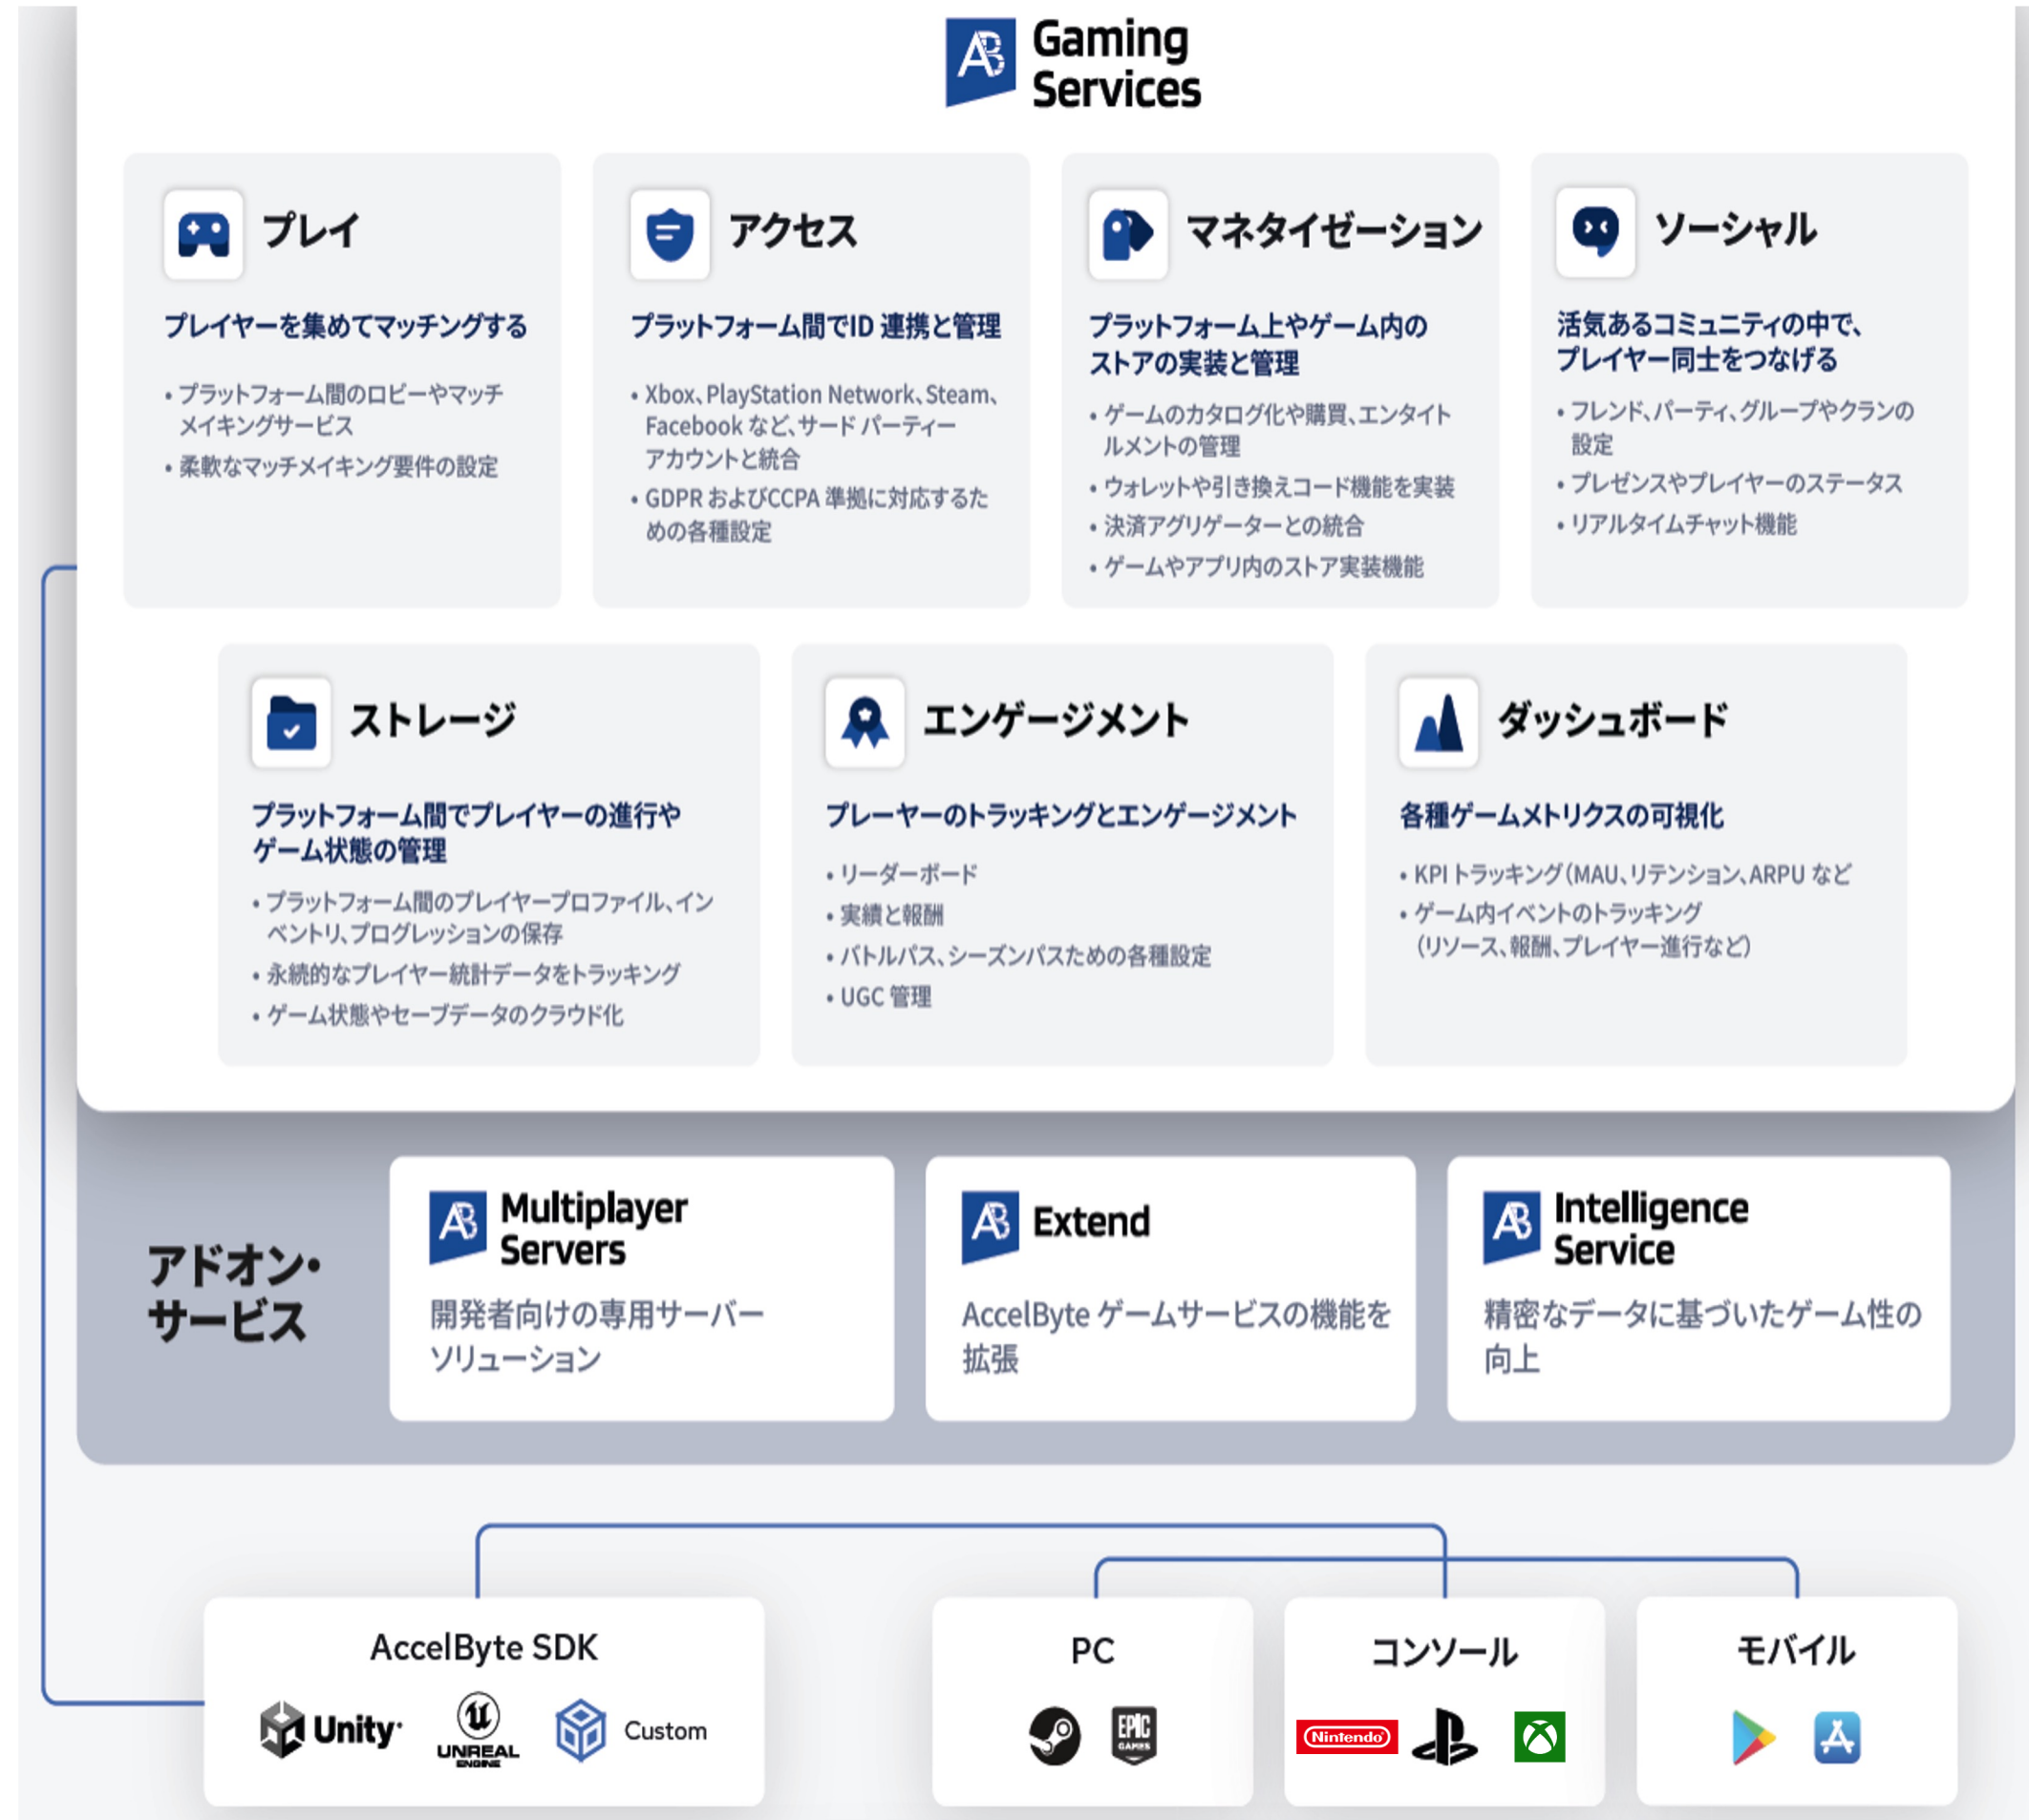 AB Gaming
Services
プレイ
プレイヤーを集めてマッチングする
• プラットフォーム間のロビーやマッチ
メイキングサービス
• 柔軟なマッチメイキング要件の設定
アクセス
プラットフォーム間でID 連携と管理
• Xbox、PlayStation Network、Steam、
Facebook など、サード パーティー
アカウントと統合
• GDPR およびCCPA 準拠に対応するた
めの各種設定
マネタイゼーション
プラットフォーム上やゲーム内の
ストアの実装と管理
• ゲームのカタログ化や購買、エンタイト
ルメントの管理
• ウォレットや引き換えコード機能を実装
• 決済アグリゲーターとの統合
• ゲームやアプリ内のストア実装機能
ソーシャル
活気あるコミュニティの中で、
プレイヤー同士をつなげる
• フレンド、パーティ、グループやクランの
設定
• プレゼンスやプレイヤーのステータス
• リアルタイムチャット機能
ストレージ
プラットフォーム間でプレイヤーの進行や
ゲーム状態の管理
• プラットフォーム間のプレイヤープロファイル、イン
ベントリ、プログレッションの保存
• 永続的なプレイヤー統計データをトラッキング
• ゲーム状態やセーブデータのクラウド化
エンゲージメント
プレーヤーのトラッキングとエンゲージメント
• リーダーボード
• 実績と報酬
• バトルパス、シーズンパスための各種設定
• UGC 管理
ダッシュボード
各種ゲームメトリクスの可視化
• KPI トラッキング（MAU、リテンション、ARPU など
• ゲーム内イベントのトラッキング
（リソース、報酬、プレイヤー進行など）
アドオン・
サービス
AB Multiplayer
Servers
開発者向けの専用サーバー
ソリューション
AB Extend
AccelByte ゲームサービスの機能を
拡張
AB Intelligence
Service
精密なデータに基づいたゲーム性の
向上
AccelByte SDK
Unity
UNREAL
ENGINE
Custom
PC
EPIC
GAMES
コンソール
Nintendo
モバイル